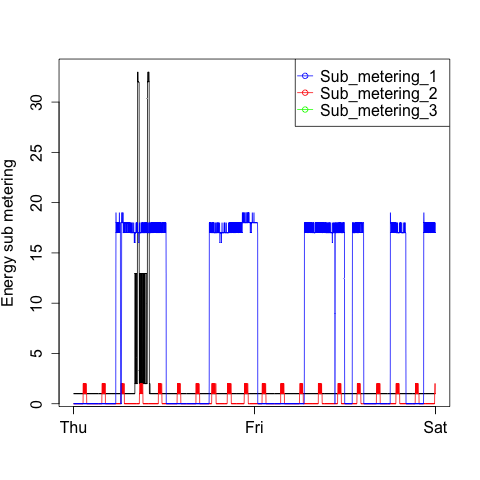 Sub_metering_1
Sub_metering_2
Sub_metering_3
Energy sub metering
30
25
20
15
10
5
0
Thu
Fri
Sat